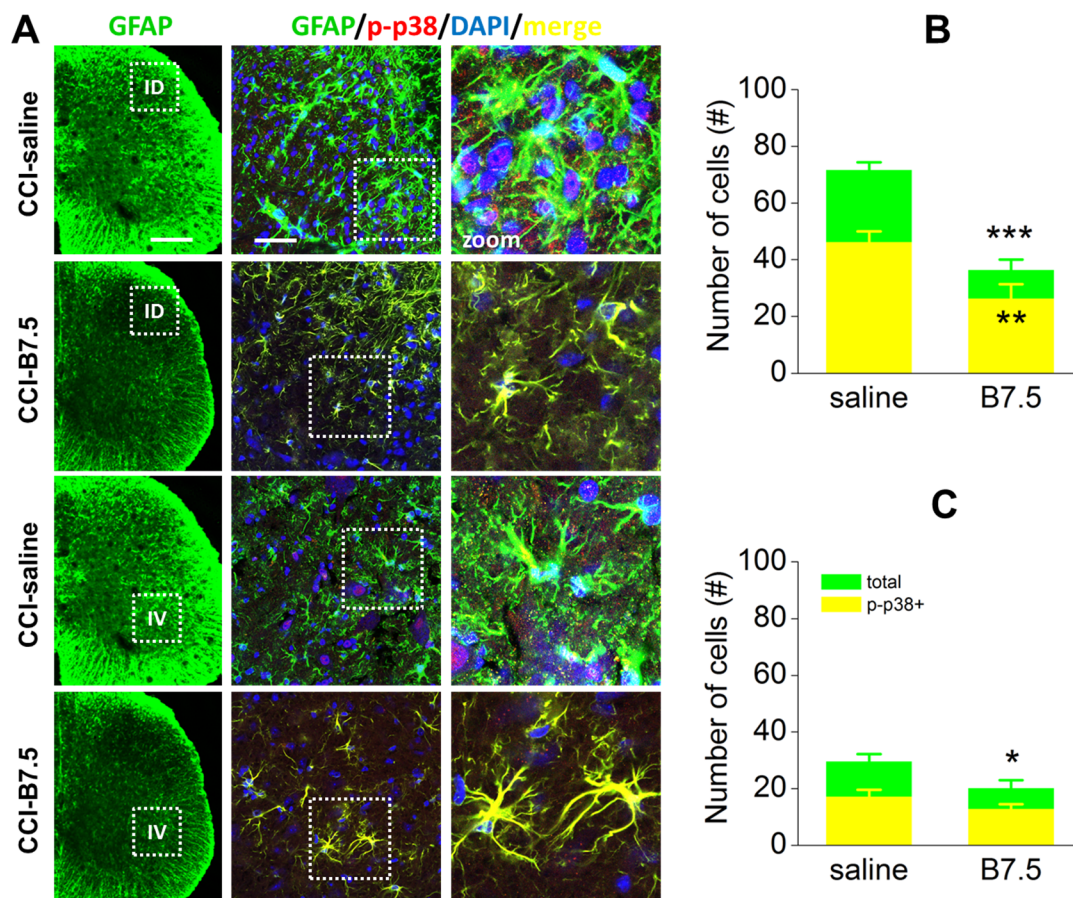 A
GFAP
GFAP/p-p38/DAPI/merge
CCI-saline
ID
zoom
CCI-B7.5
ID
CCI-saline
IV
CCI-B7.5
IV
B
Number of cells (#)
100
80
60
40
20
0
***
**
saline
B7.5
C
Number of cells (#)
100
80
60
40
20
0
total
p-p38+
*
saline
B7.5